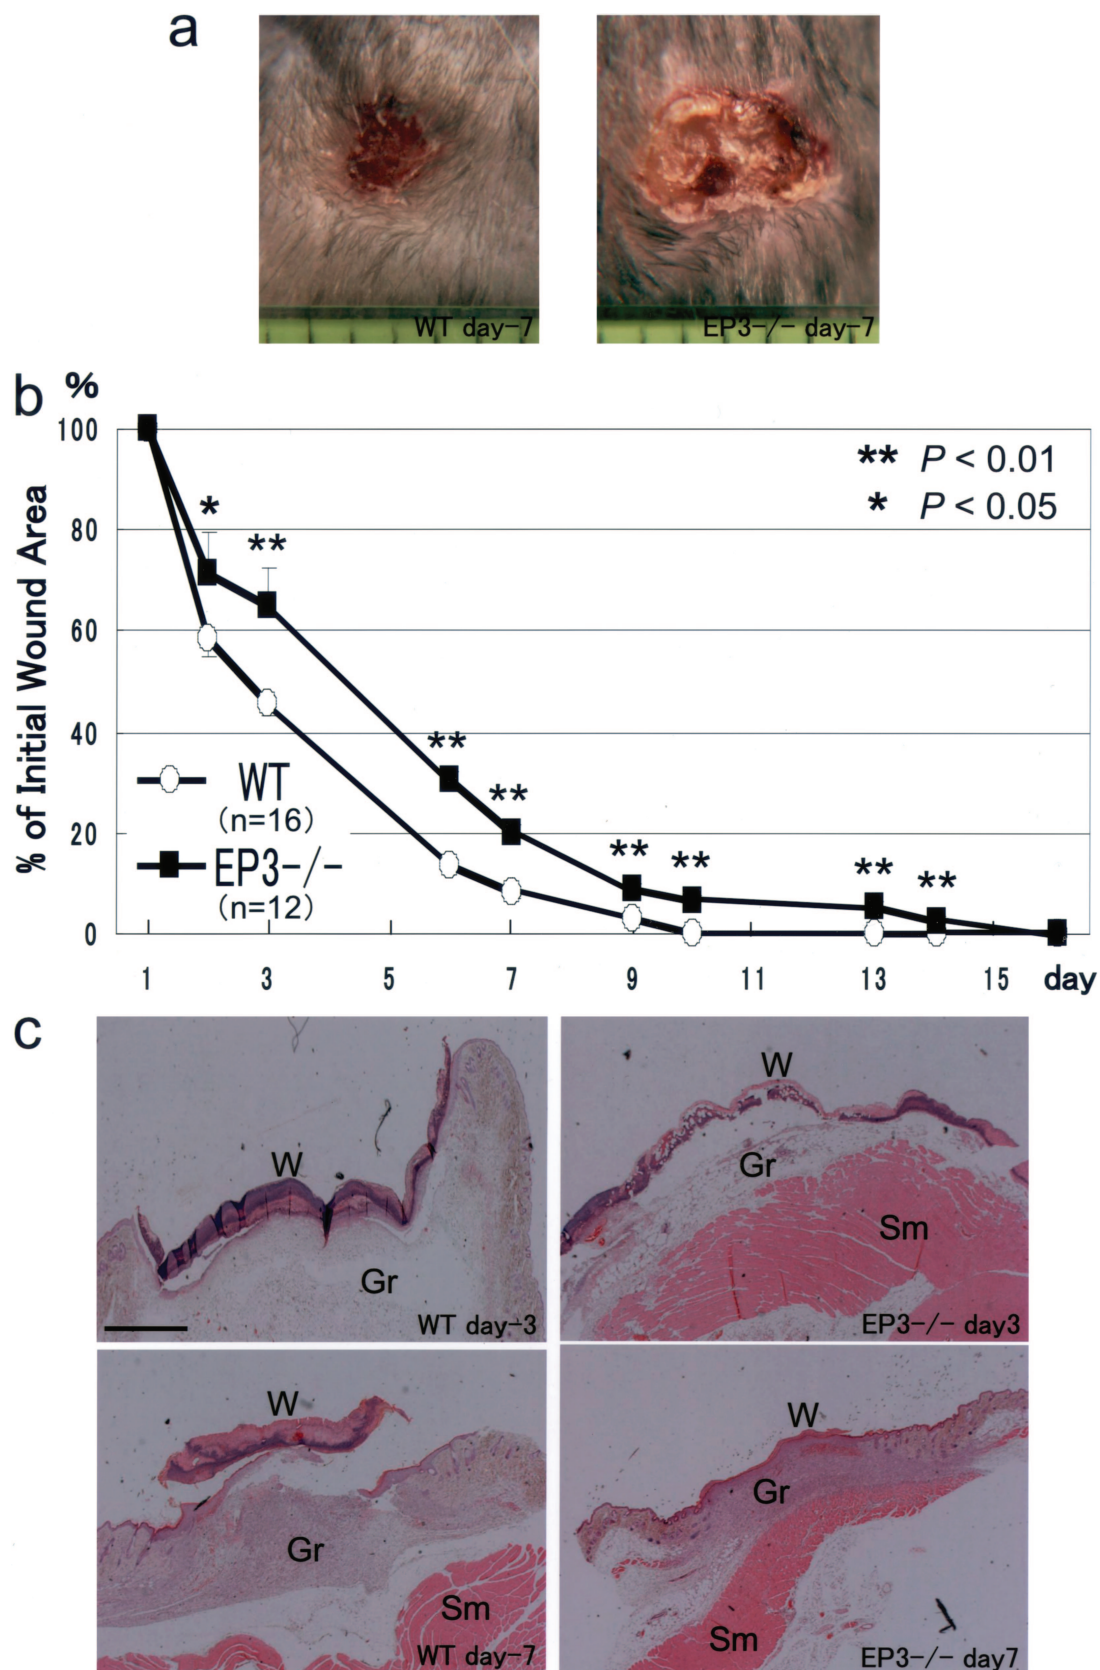 a
WT day-7
EP3-/- day-7
b
%
100
80
60
40
20
0
% of Initial Wound Area
** P < 0.01
* P < 0.05
*
**
**
**
**
**
**
**
WT
(n=16)
EP3-/-
(n=12)
1 3 5 7 9 11 13 15 day
c
W
Gr
WT day-3
W
Gr
Sm
EP3-/- day3
W
Gr
Sm
WT day-7
W
Gr
Sm
EP3-/- day7